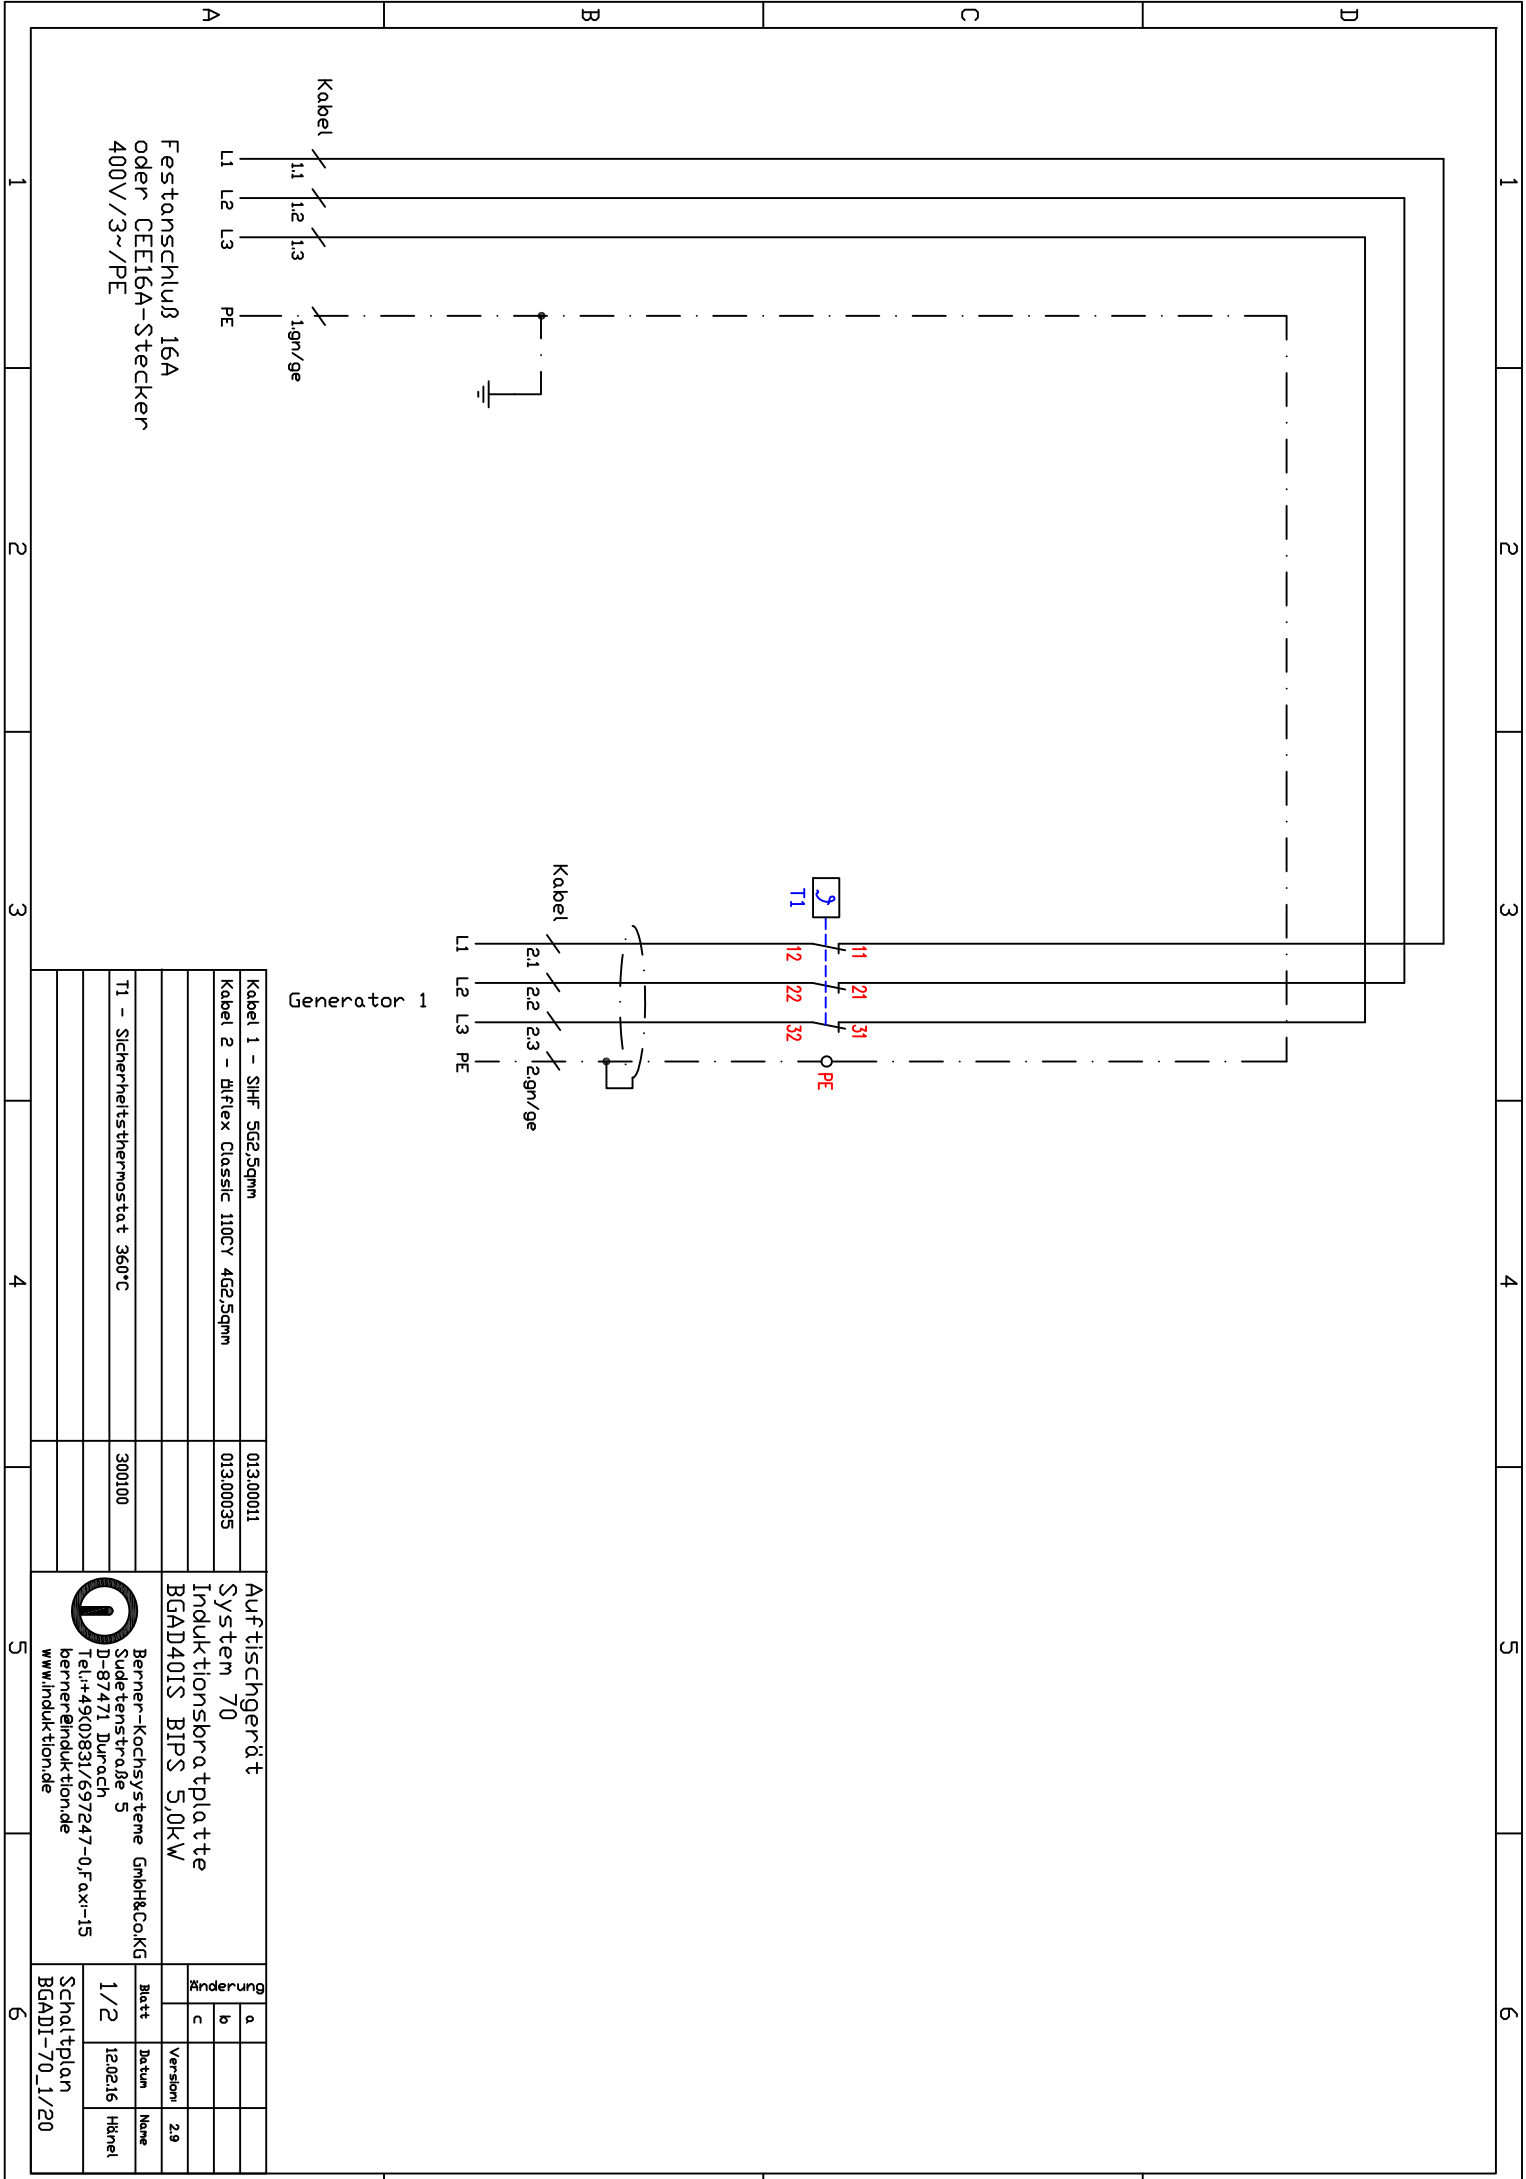 1
2
3
4
5
6
D
C
B
A
Kabel
1.1
1.2
1.3
1.gn/ge
L1
L2
L3
PE
Festanschluß 16A
oder CEE16A-Stecker
400V/3~/PE
T1
11
21
31
12
22
32
PE
Kabel
2.1
2.2
2.3
2.gn/ge
L1
L2
L3
PE
Generator 1
Kabel 1 - SIHF 5G2,5qmm 013.00011
Kabel 2 - ölflex Classic 110CY 4G2,5qmm 013.00035
T1 - Sicherheitsthermostat 360°C 300100
Auftischgerät
System 70
Induktionsbratplatte
BGAD40IS BIPS 5,0kW
Berner-Kochsysteme GmbH&Co.KG
Sudetenstraße 5
D-87471 Durach
Tel.:+49(0)831/697247-0,Fax:-15
berner@induktion.de
www.induktion.de
Änderung
a
b
c
Version: 2.9
Blatt Datum Name
1/2 12.02.16 Hänel
Schaltplan
BGADI-70_1/20
1
2
3
4
5
6